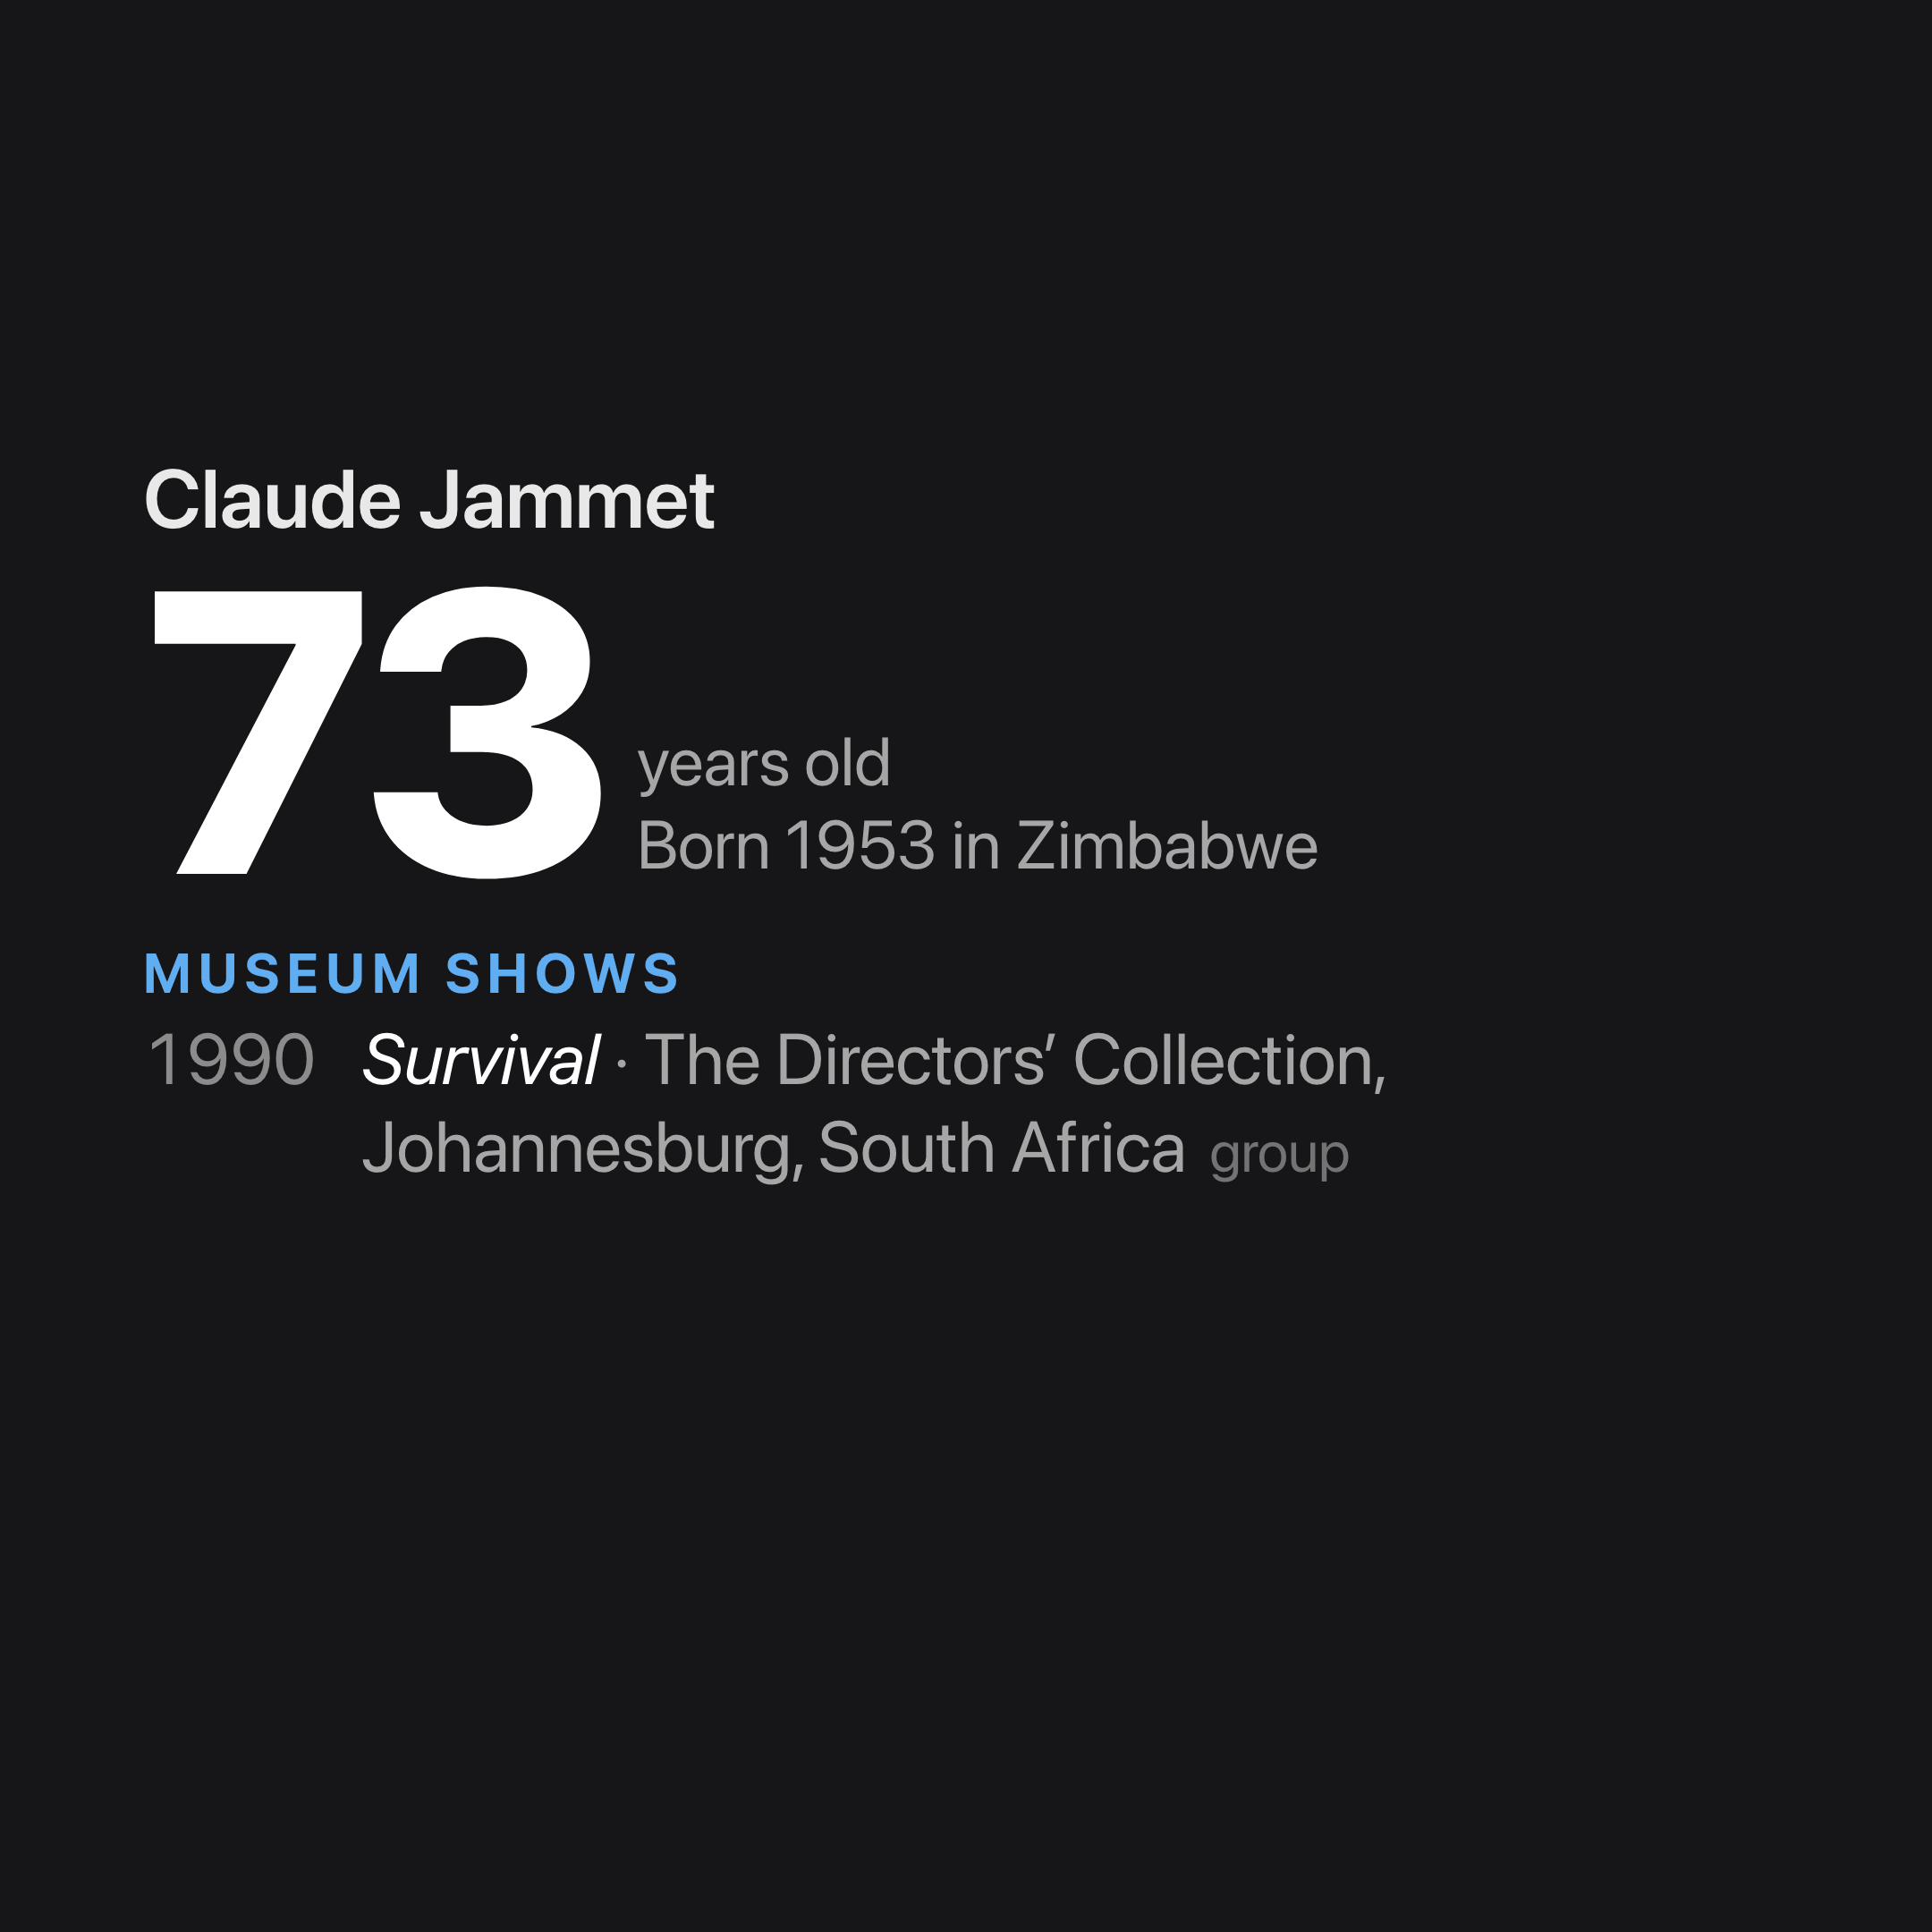 Claude Jammet
73 years old
Born 1953 in Zimbabwe
MUSEUM SHOWS
1990 Survival · The Directors’ Collection,
Johannesburg, South Africa group